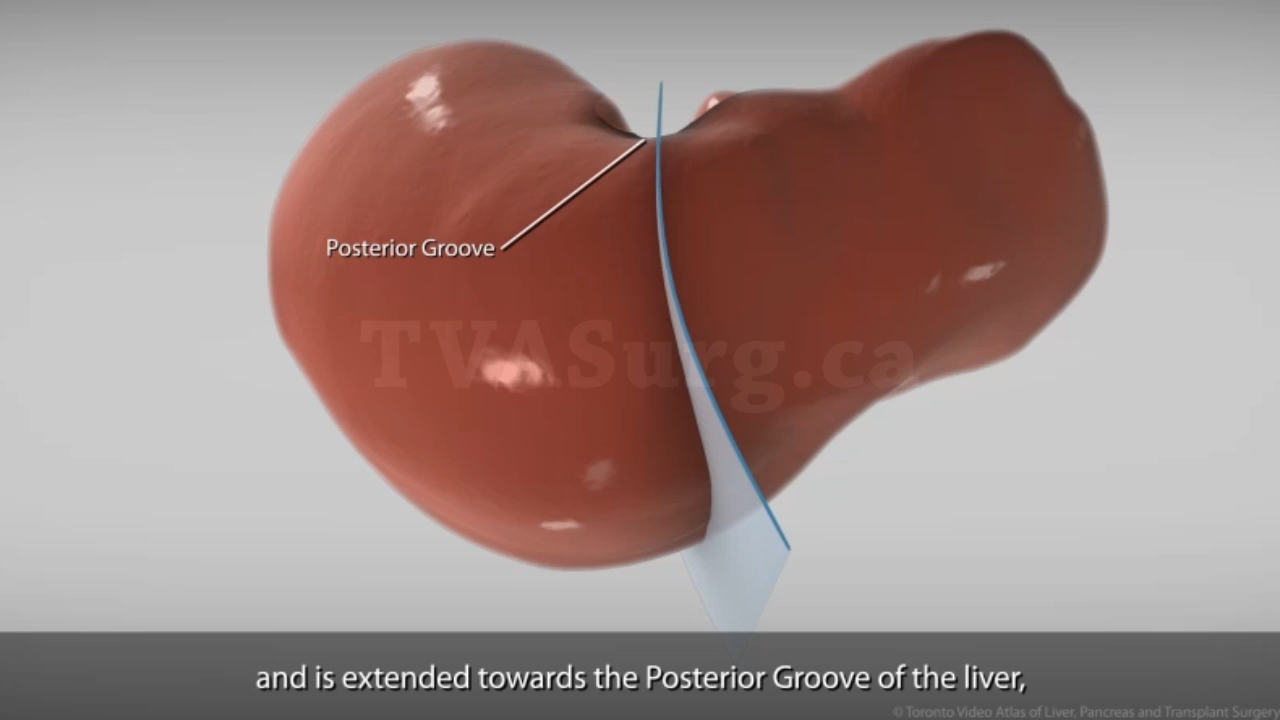 Posterior Groove
TVASurg.ca
and is extended towards the Posterior Groove of the liver,
© Toronto Video Atlas of Liver, Pancreas and Transplant Surgery